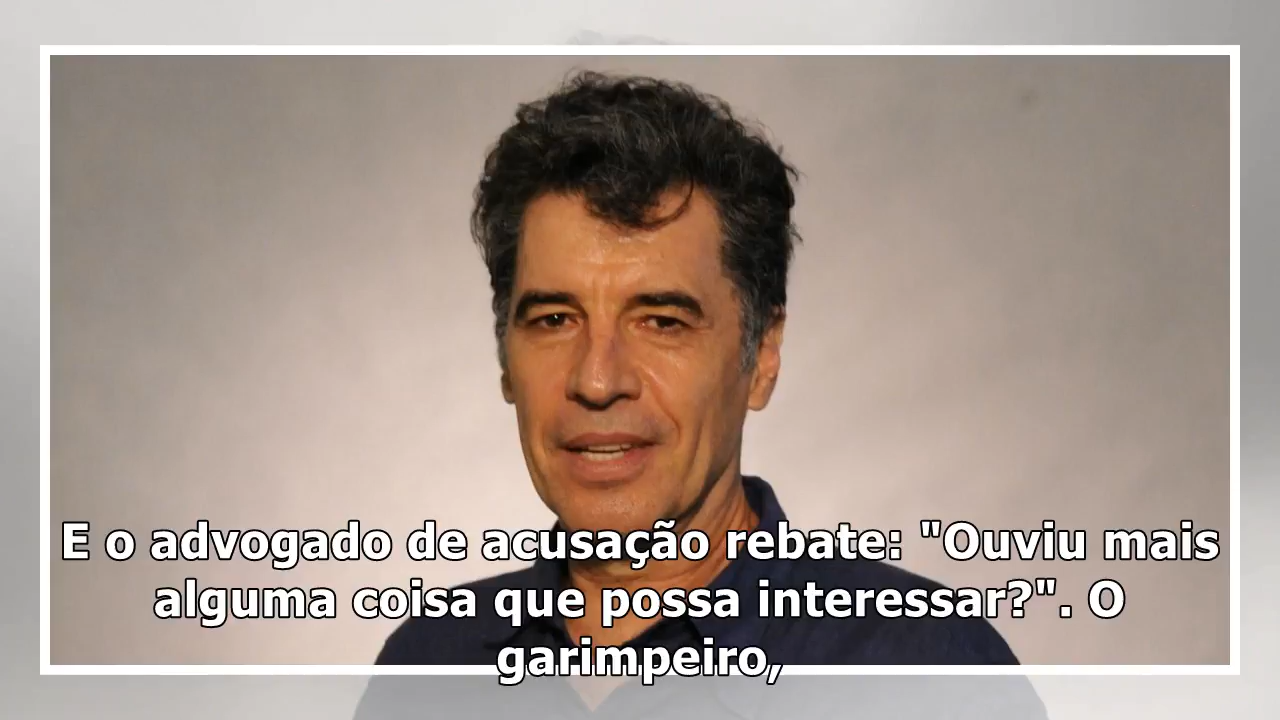 E o advogado de acusação rebate: "Ouviu mais
alguma coisa que possa interessar?". O
garimpeiro,